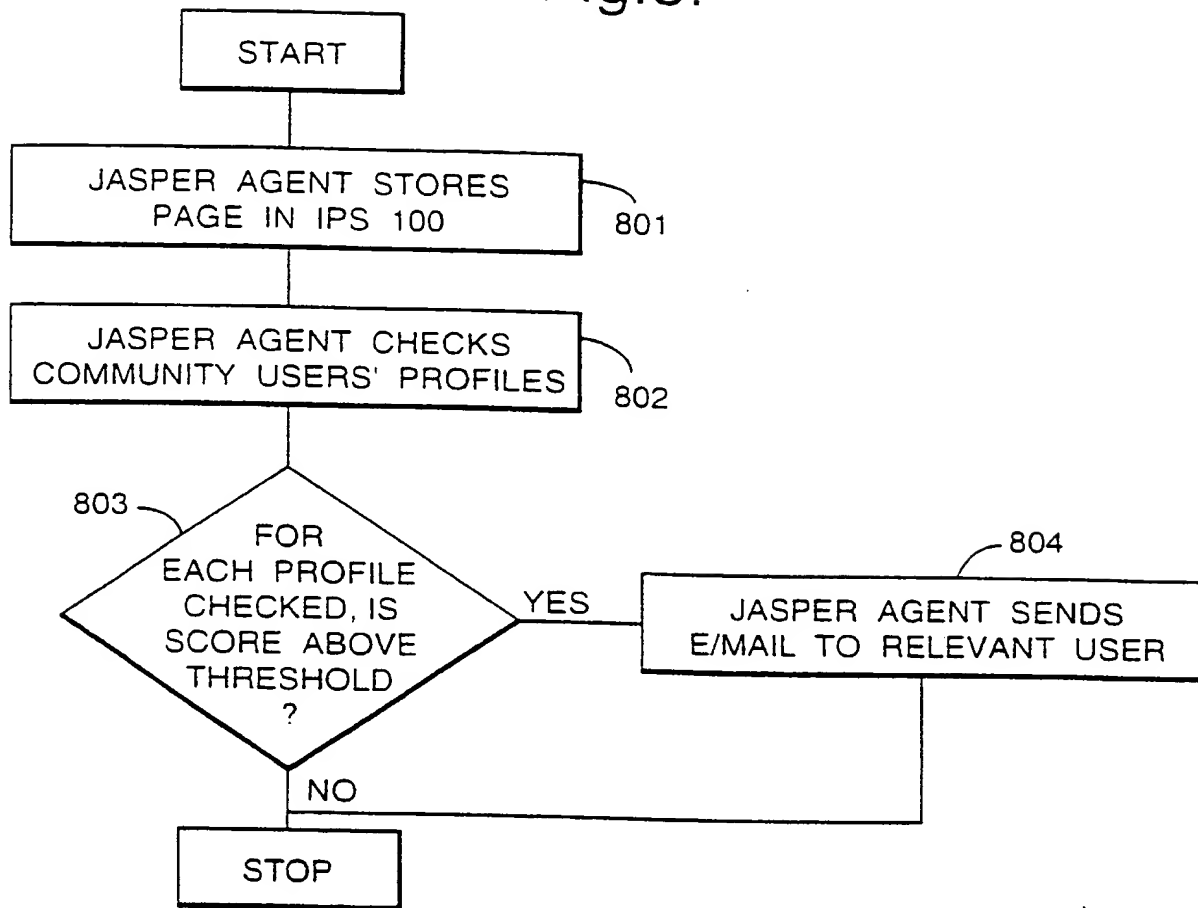 START
JASPER AGENT STORES
PAGE IN IPS 100
801
JASPER AGENT CHECKS
COMMUNITY USERS' PROFILES
802
803
FOR
EACH PROFILE
CHECKED, IS
SCORE ABOVE
THRESHOLD
?
YES
804
JASPER AGENT SENDS
E/MAIL TO RELEVANT USER
NO
STOP